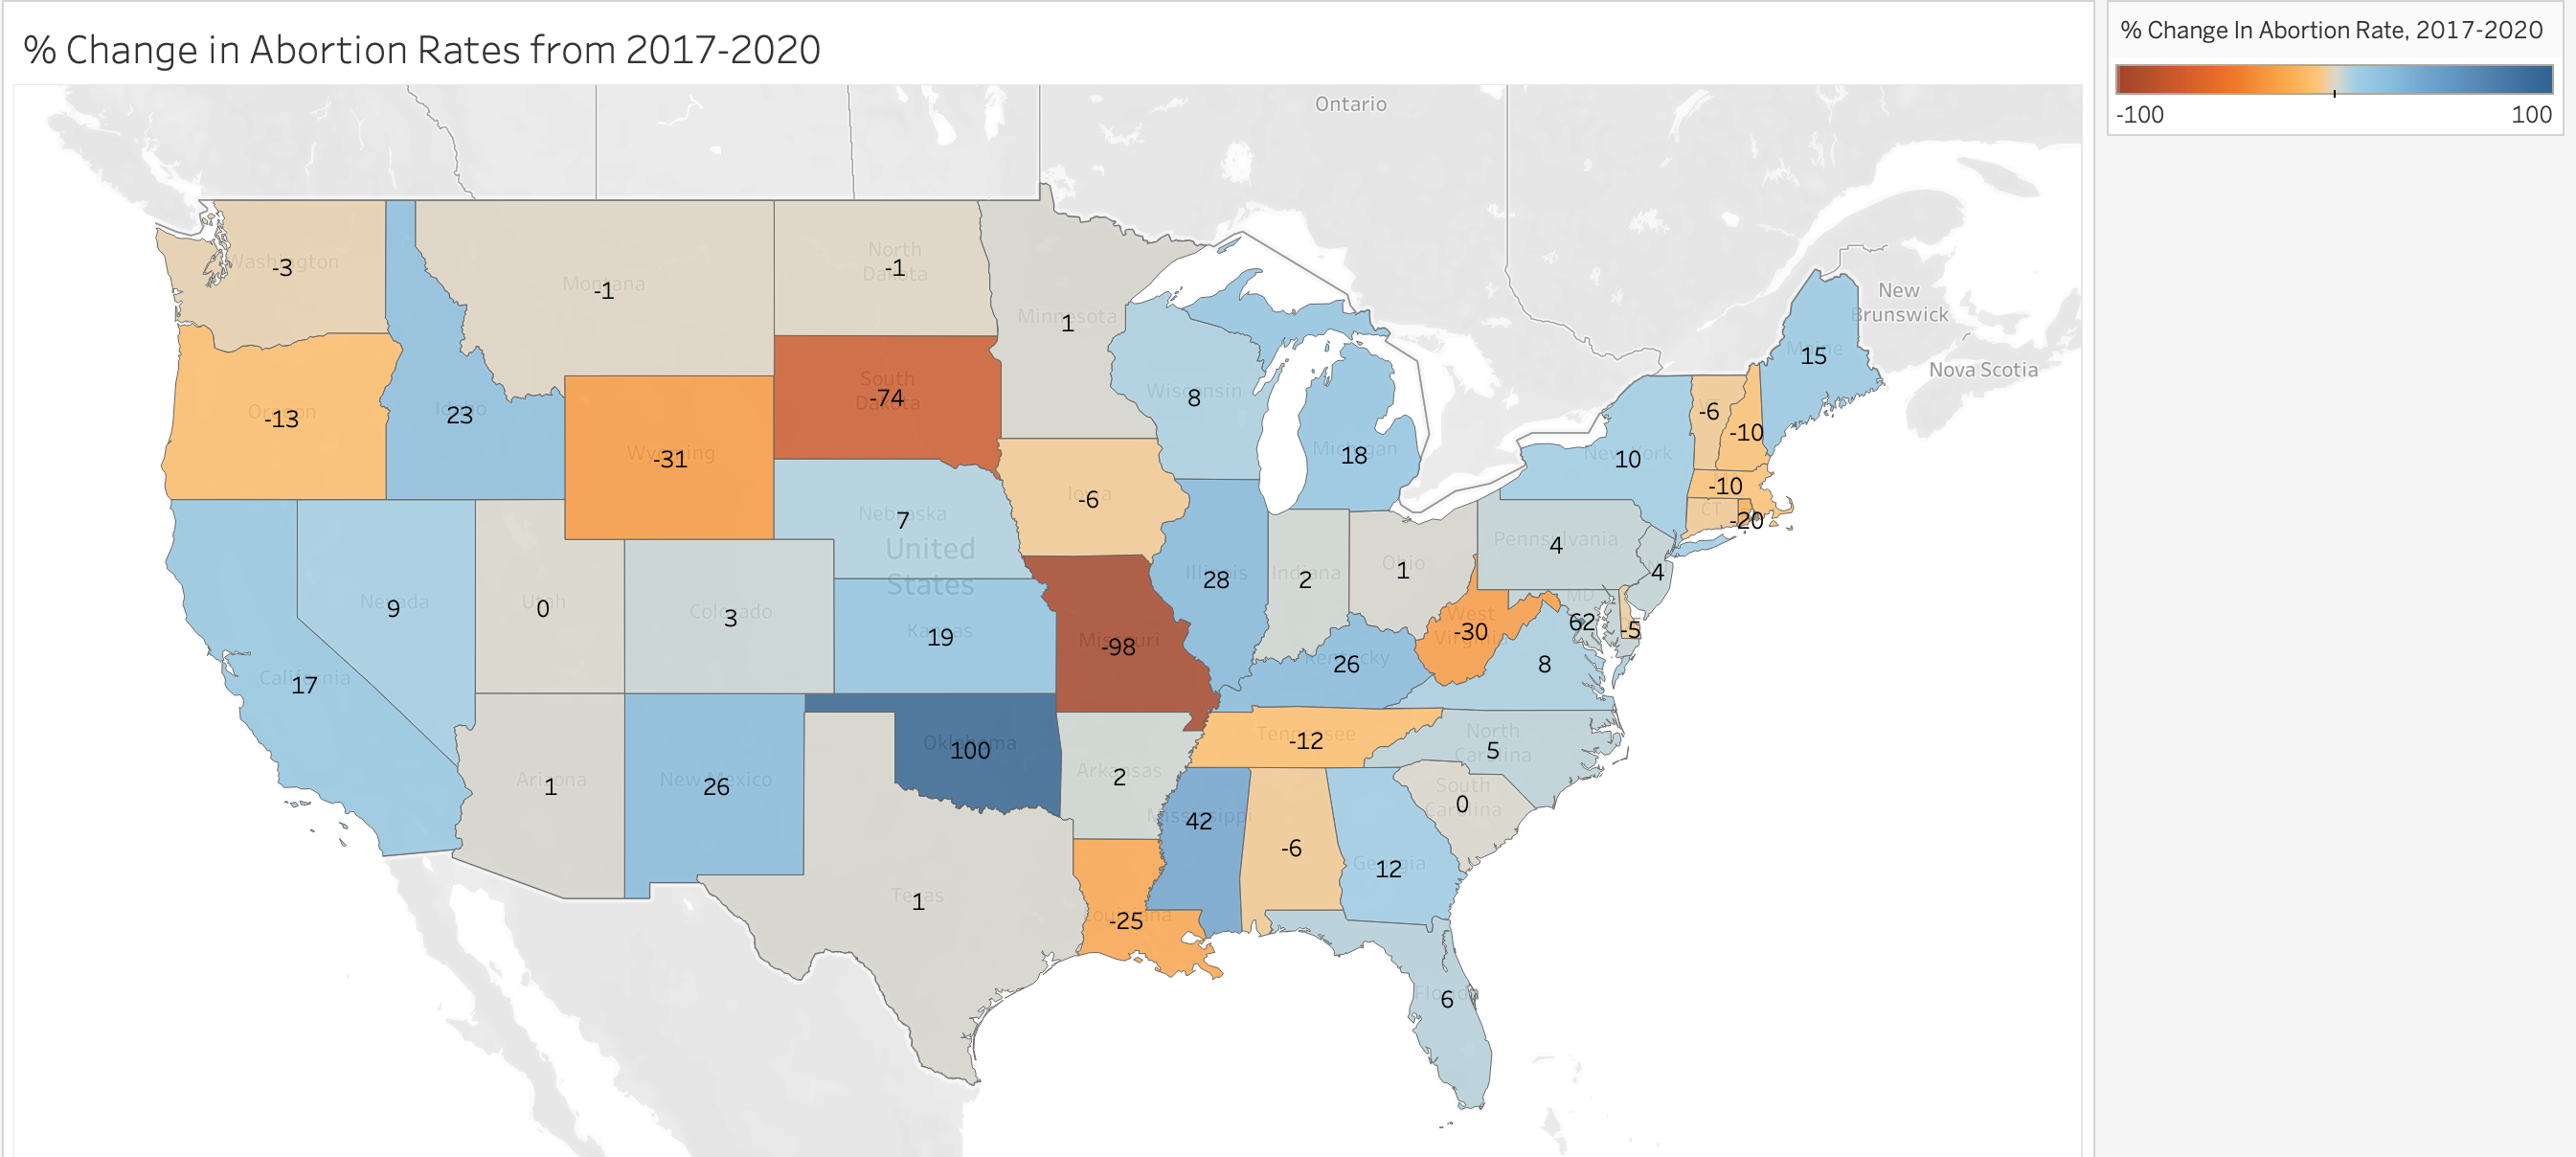 % Change in Abortion Rates from 2017-2020
% Change In Abortion Rate, 2017-2020
-100
100
Ontario
New
Brunswick
Nova Scotia
Washington
-3
Montana
-1
North
Dakota
-1
Minnesota
1
Maine
15
Oregon
-13
Idaho
23
Wyoming
-31
South
Dakota
-74
Wisconsin
8
Michigan
18
New York
10
-6
-10
-10
CT
-20
Iowa
-6
Nebraska
7
United
States
Nevada
9
Utah
0
Colorado
3
Kansas
19
Missouri
-98
Illinois
28
Indiana
2
Ohio
1
Pennsylvania
4
4
MD
62
-5
West
Virginia
-30
8
Kentucky
26
California
17
Arizona
1
New Mexico
26
Oklahoma
100
Arkansas
2
Tennessee
-12
North
Carolina
5
South
Carolina
0
Mississippi
42
-6
Georgia
12
Texas
1
Louisiana
-25
Florida
6